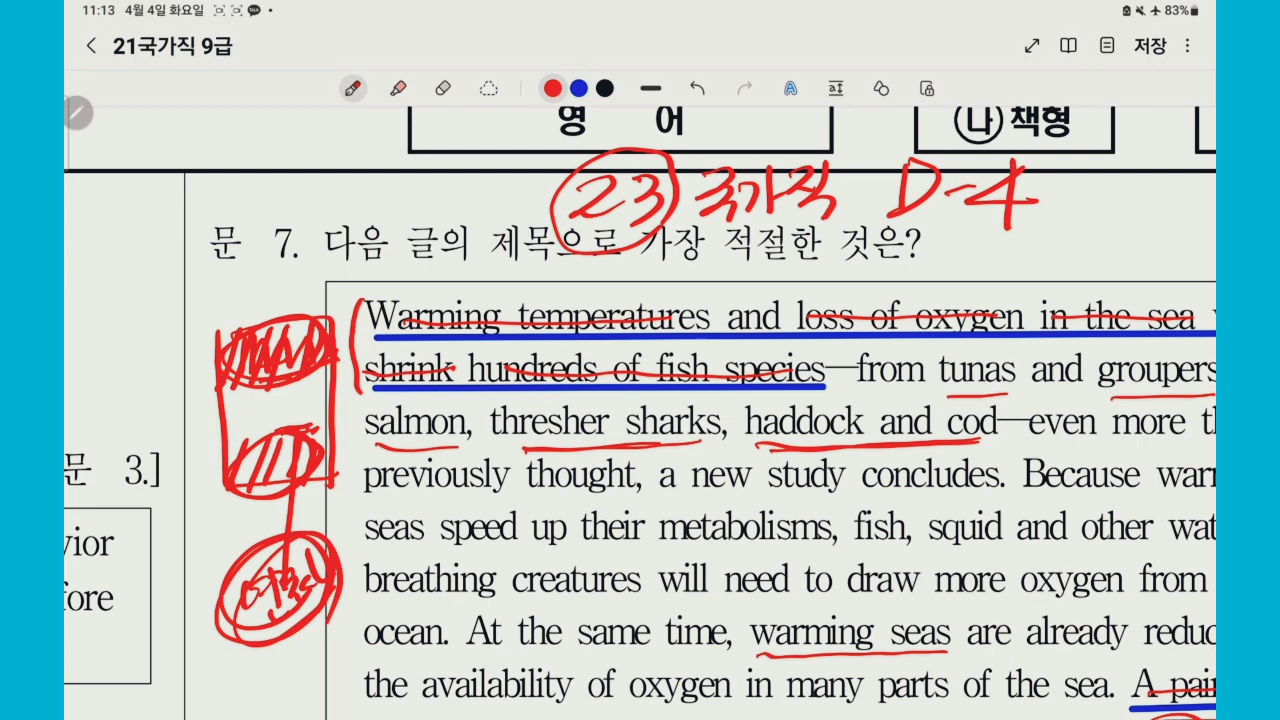 11:13 4월 4일 화요일
83%
21국가직 9급
저장
영 어
나 책형
23 국가직 D-4
문 7. 다음 글의 제목으로 가장 적절한 것은?
Warming temperatures and loss of oxygen in the sea
shrink hundreds of fish species—from tunas and groupers
salmon, thresher sharks, haddock and cod—even more th
previously thought, a new study concludes. Because warm
seas speed up their metabolisms, fish, squid and other wat
breathing creatures will need to draw more oxygen from
ocean. At the same time, warming seas are already reduc
the availability of oxygen in many parts of the sea. A pair
문 3.]
vior
fore